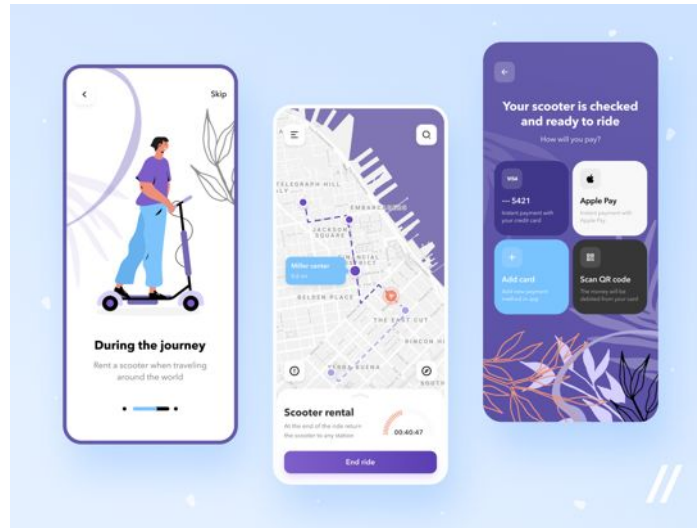 Skip
During the journey
Rent a scooter when traveling
around the world
TELEGRAPH HILL
EMBARCADERO
JACKSON
SQUARE
FINANCIAL
DISTRICT
Miller center
BELDEN PLACE
THE EAST CUT
RINCON HI
YERBA BUENA
SOUTH
Scooter rental
At the end of the ride return
the scooter to any station
00:40:47
End ride
Your scooter is checked
and ready to ride
How will you pay?
VISA
— 5421
Instant payment with
your credit card
Apple Pay
Instant payment with
Apple Pay
Add card
Add new payment
method in app
Scan QR code
The money will be
debited from your card